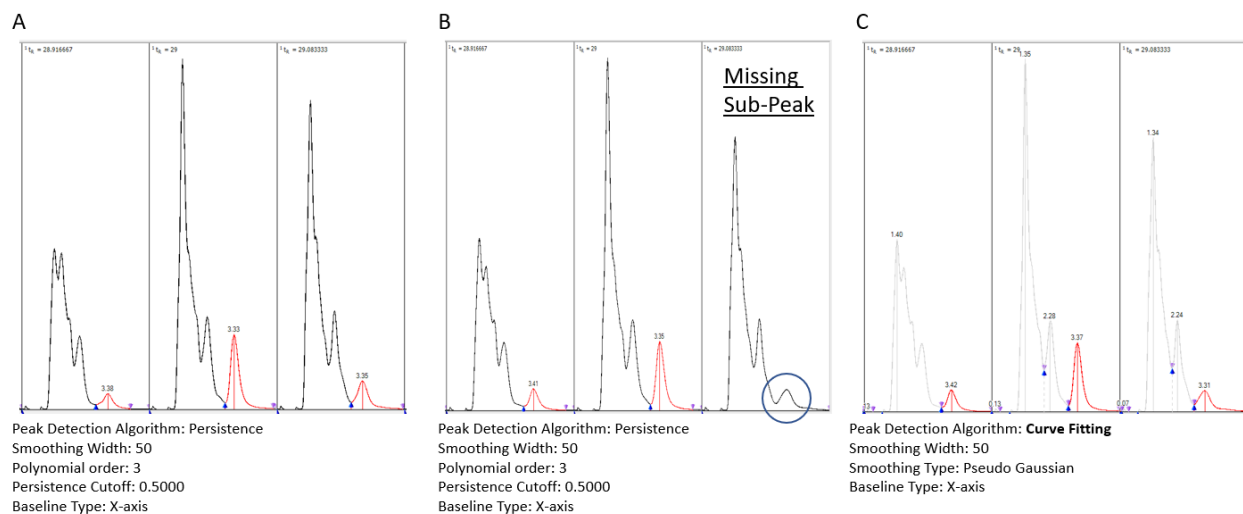 A
¹tR = 28.916667
¹tR = 29
¹tR = 29.083333
3.38
3.33
3.35
Peak Detection Algorithm: Persistence
Smoothing Width: 50
Polynomial order: 3
Persistence Cutoff: 0.5000
Baseline Type: X-axis
B
¹tR = 28.916667
¹tR = 29
¹tR = 29.083333
Missing
Sub-Peak
3.41
3.35
Peak Detection Algorithm: Persistence
Smoothing Width: 50
Polynomial order: 3
Persistence Cutoff: 0.5000
Baseline Type: X-axis
C
¹tR = 28.916667
¹tR = 29
¹tR = 29.083333
1.35
1.34
1.40
2.28
2.24
3.37
3.42
3.31
0.13
0.07
Peak Detection Algorithm: Curve Fitting
Smoothing Width: 50
Smoothing Type: Pseudo Gaussian
Baseline Type: X-axis